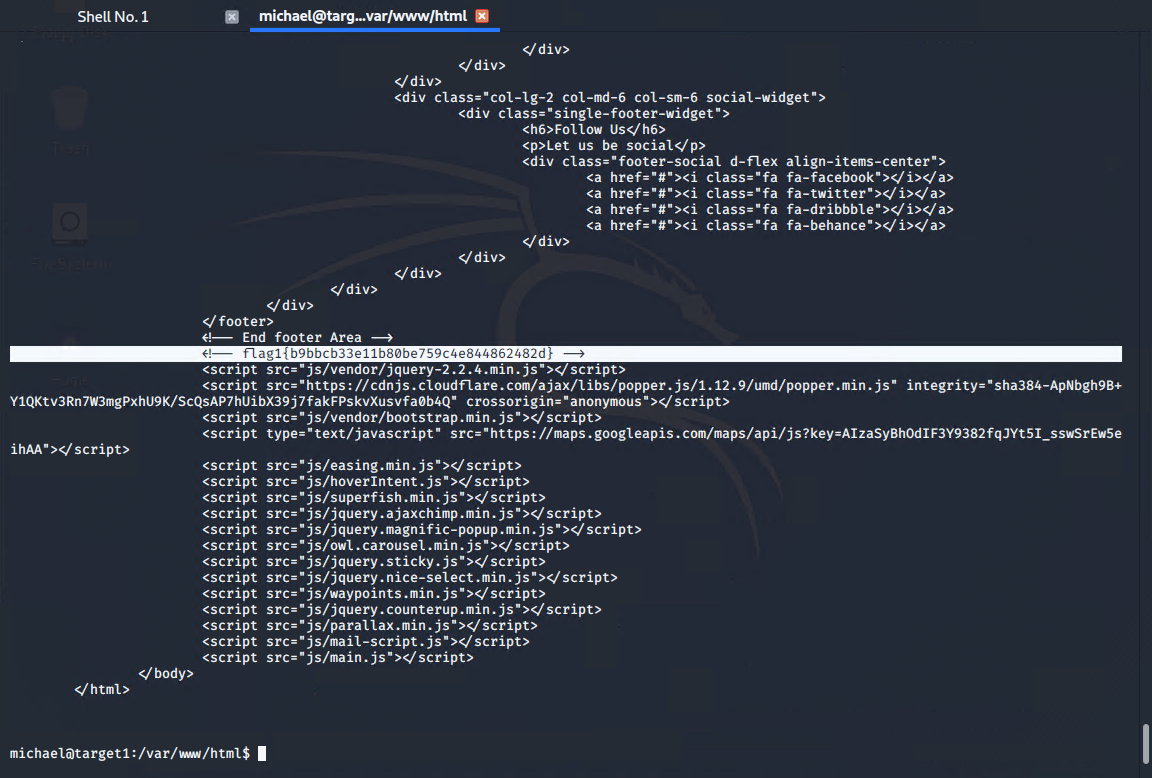 Shell No. 1
michael@targ...var/www/html
</div>
</div>
</div>
<div class="col-lg-2 col-md-6 col-sm-6 social-widget">
<div class="single-footer-widget">
<h6>Follow Us</h6>
<p>Let us be social</p>
<div class="footer-social d-flex align-items-center">
<a href="#"><i class="fa fa-facebook"></i></a>
<a href="#"><i class="fa fa-twitter"></i></a>
<a href="#"><i class="fa fa-dribbble"></i></a>
<a href="#"><i class="fa fa-behance"></i></a>
</div>
</div>
</div>
</div>
</div>
</footer>
<!-- End footer Area -->
<!-- flag1{b9bbcb33e11b80be759c4e844862482d} -->
<script src="js/vendor/jquery-2.2.4.min.js"></script>
<script src="https://cdnjs.cloudflare.com/ajax/libs/popper.js/1.12.9/umd/popper.min.js" integrity="sha384-ApNbgh9B+
Y1QKtv3Rn7W3mgPxhU9K/ScQsAP7hUibX39j7fakFPskvXusvfa0b4Q" crossorigin="anonymous"></script>
<script src="js/vendor/bootstrap.min.js"></script>
<script type="text/javascript" src="https://maps.googleapis.com/maps/api/js?key=AIzaSyBhOdIF3Y9382fqJYt5I_sswSrEw5e
ihAA"></script>
<script src="js/easing.min.js"></script>
<script src="js/hoverIntent.js"></script>
<script src="js/superfish.min.js"></script>
<script src="js/jquery.ajaxchimp.min.js"></script>
<script src="js/jquery.magnific-popup.min.js"></script>
<script src="js/owl.carousel.min.js"></script>
<script src="js/jquery.sticky.js"></script>
<script src="js/jquery.nice-select.min.js"></script>
<script src="js/waypoints.min.js"></script>
<script src="js/jquery.counterup.min.js"></script>
<script src="js/parallax.min.js"></script>
<script src="js/mail-script.js"></script>
<script src="js/main.js"></script>
</body>
</html>
michael@target1:/var/www/html$